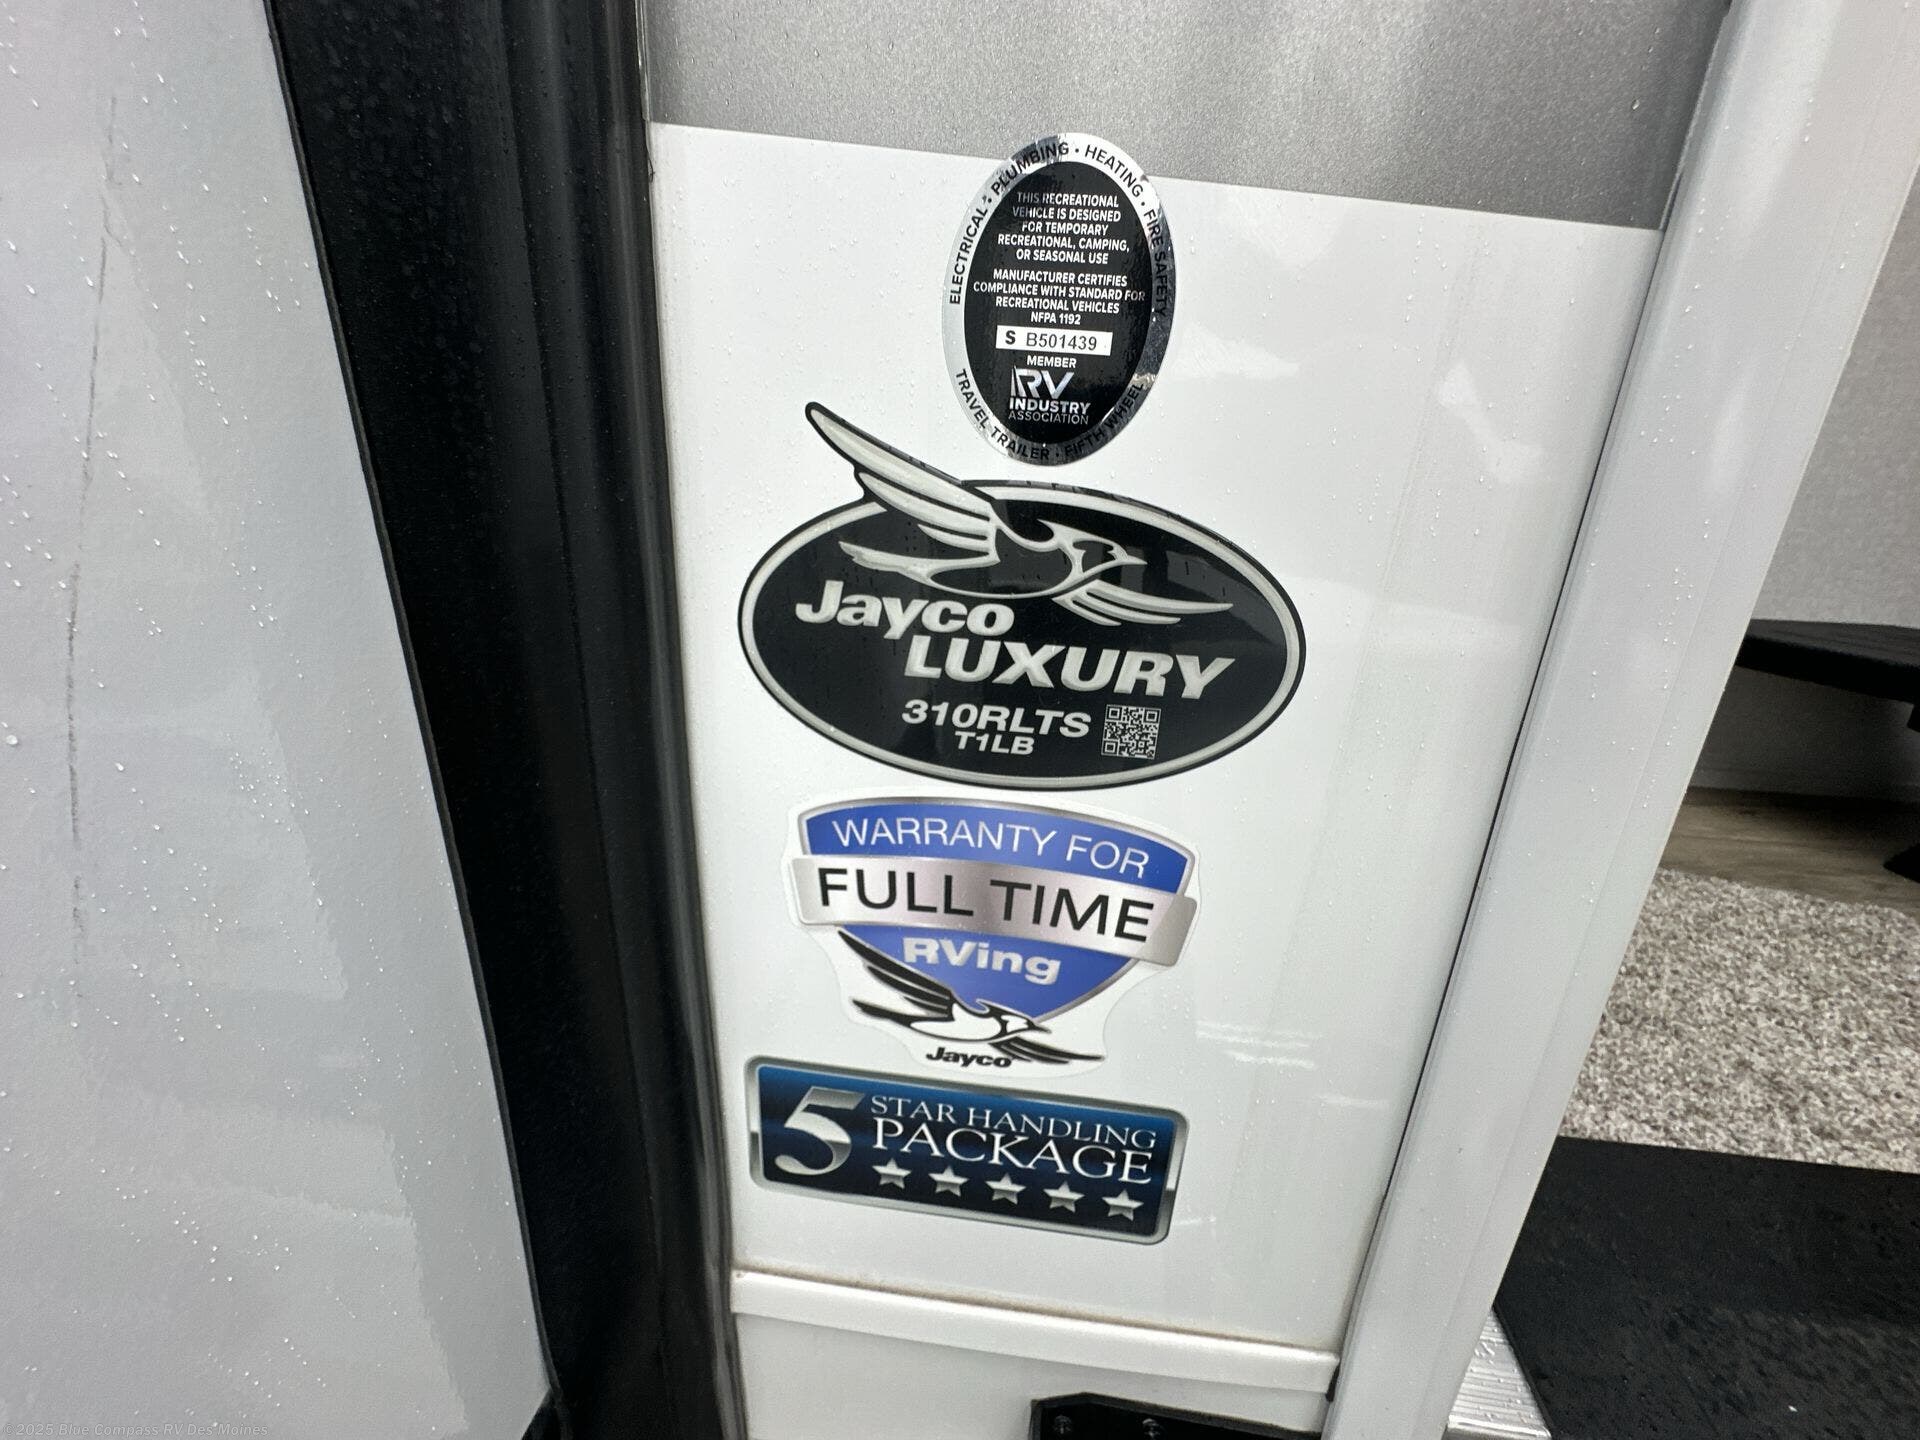 ELECTRICAL • PLUMBING • HEATING • FIRE SAFETY
THIS RECREATIONAL
VEHICLE IS DESIGNED
FOR TEMPORARY
RECREATIONAL, CAMPING,
OR SEASONAL USE
MANUFACTURER CERTIFIES
COMPLIANCE WITH STANDARD FOR
RECREATIONAL VEHICLES
NFPA 1192
S B501439
MEMBER
RV
INDUSTRY
ASSOCIATION
TRAVEL TRAILER • FIFTH WHEEL
Jayco
LUXURY
310RLTS
T1LB
WARRANTY FOR
FULL TIME
RVing
Jayco
5 STAR HANDLING
PACKAGE
©2025 Blue Compass RV Des Moines